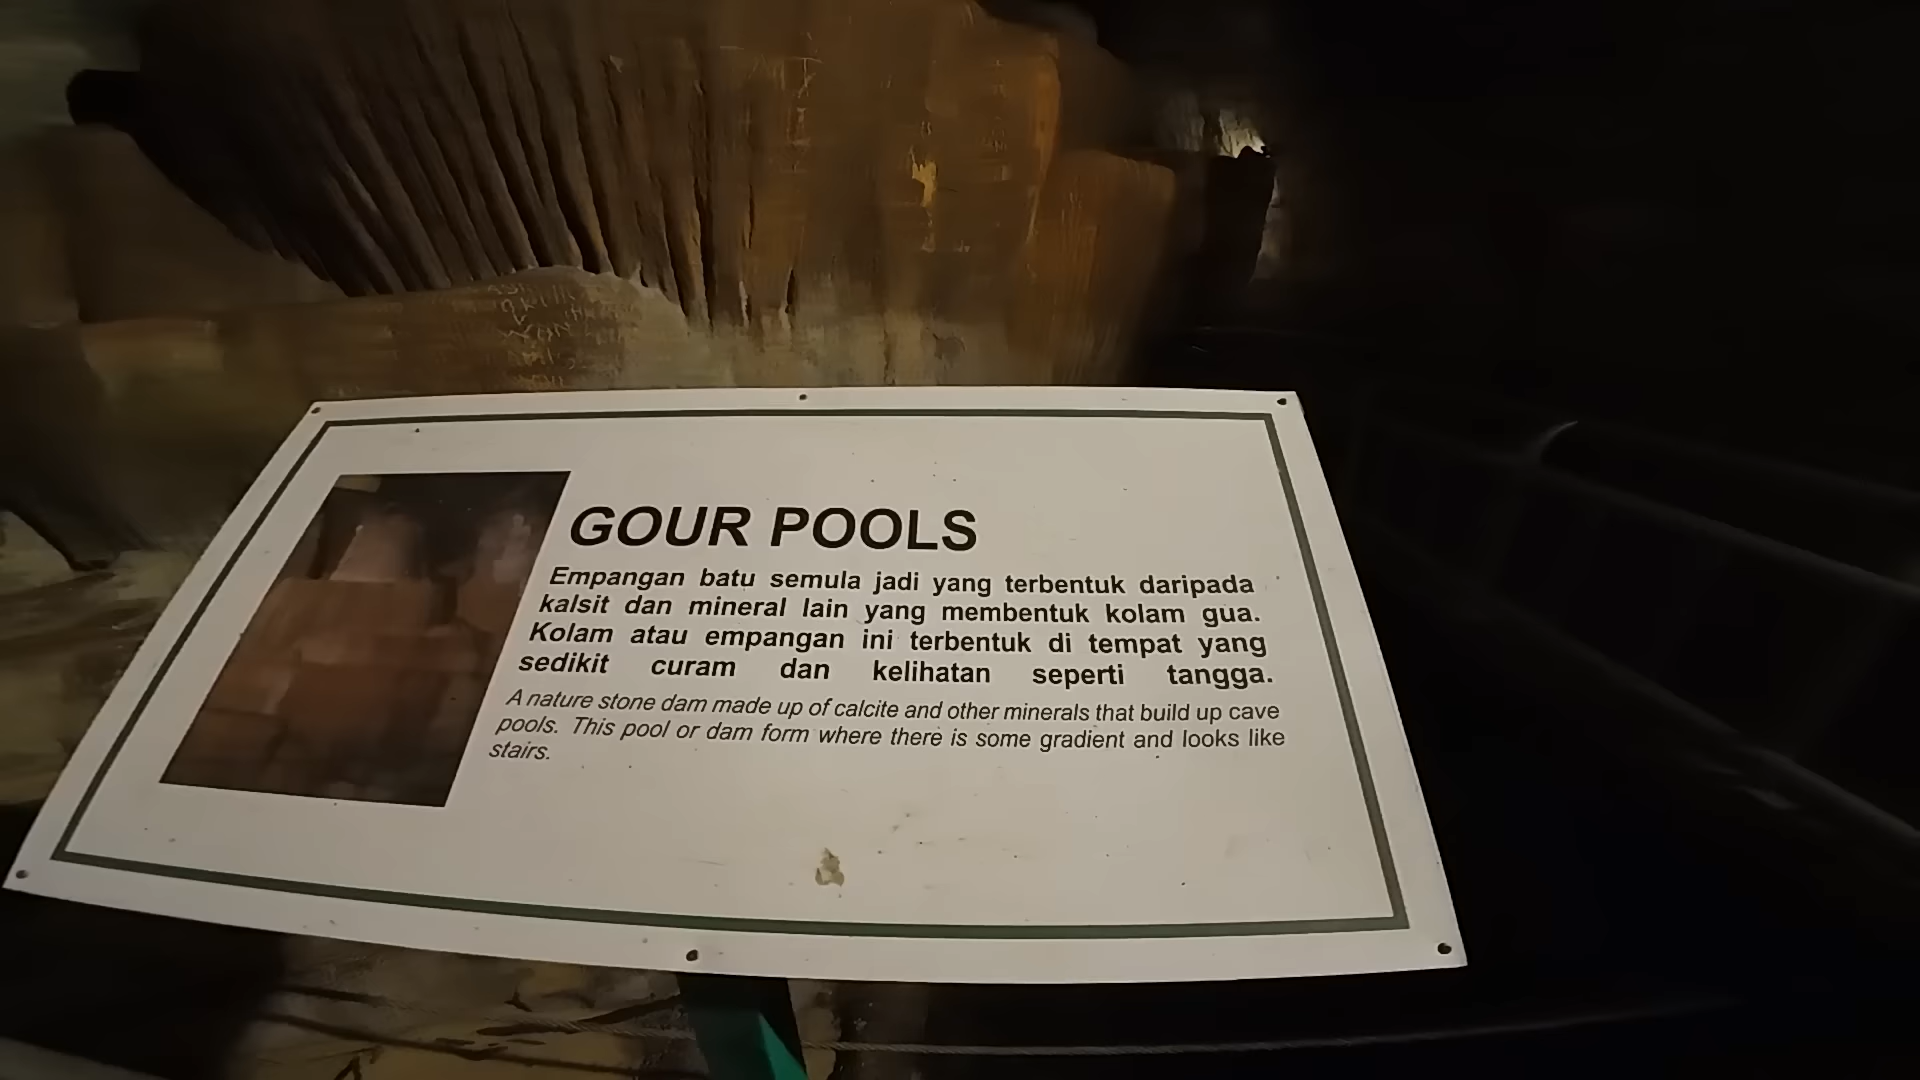 GOUR POOLS
Empangan batu semula jadi yang terbentuk daripada
kalsit dan mineral lain yang membentuk kolam gua.
Kolam atau empangan ini terbentuk di tempat yang
sedikit curam dan kelihatan seperti tangga.
A nature stone dam made up of calcite and other minerals that build up cave
pools. This pool or dam form where there is some gradient and looks like
stairs.